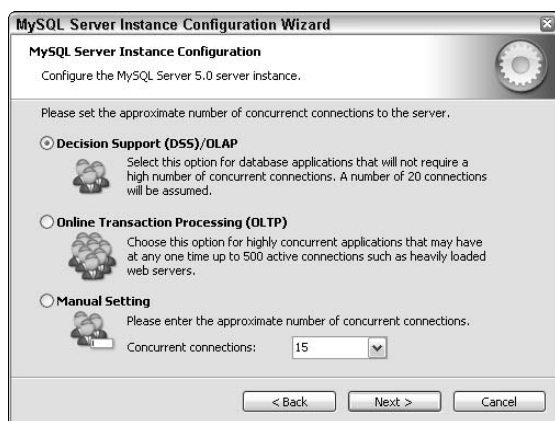 MySQL Server Instance Configuration Wizard
MySQL Server Instance Configuration
Configure the MySQL Server 5.0 server instance.
Please set the approximate number of concurrenct connections to the server.
Decision Support (DSS)/OLAP
Select this option for database applications that will not require a
high number of concurrent connections. A number of 20 connections
will be assumed.
Online Transaction Processing (OLTP)
Choose this option for highly concurrent applications that may have
at any one time up to 500 active connections such as heavily loaded
web servers.
Manual Setting
Please enter the approximate number of concurrent connections.
Concurrent connections: 15
< Back Next > Cancel